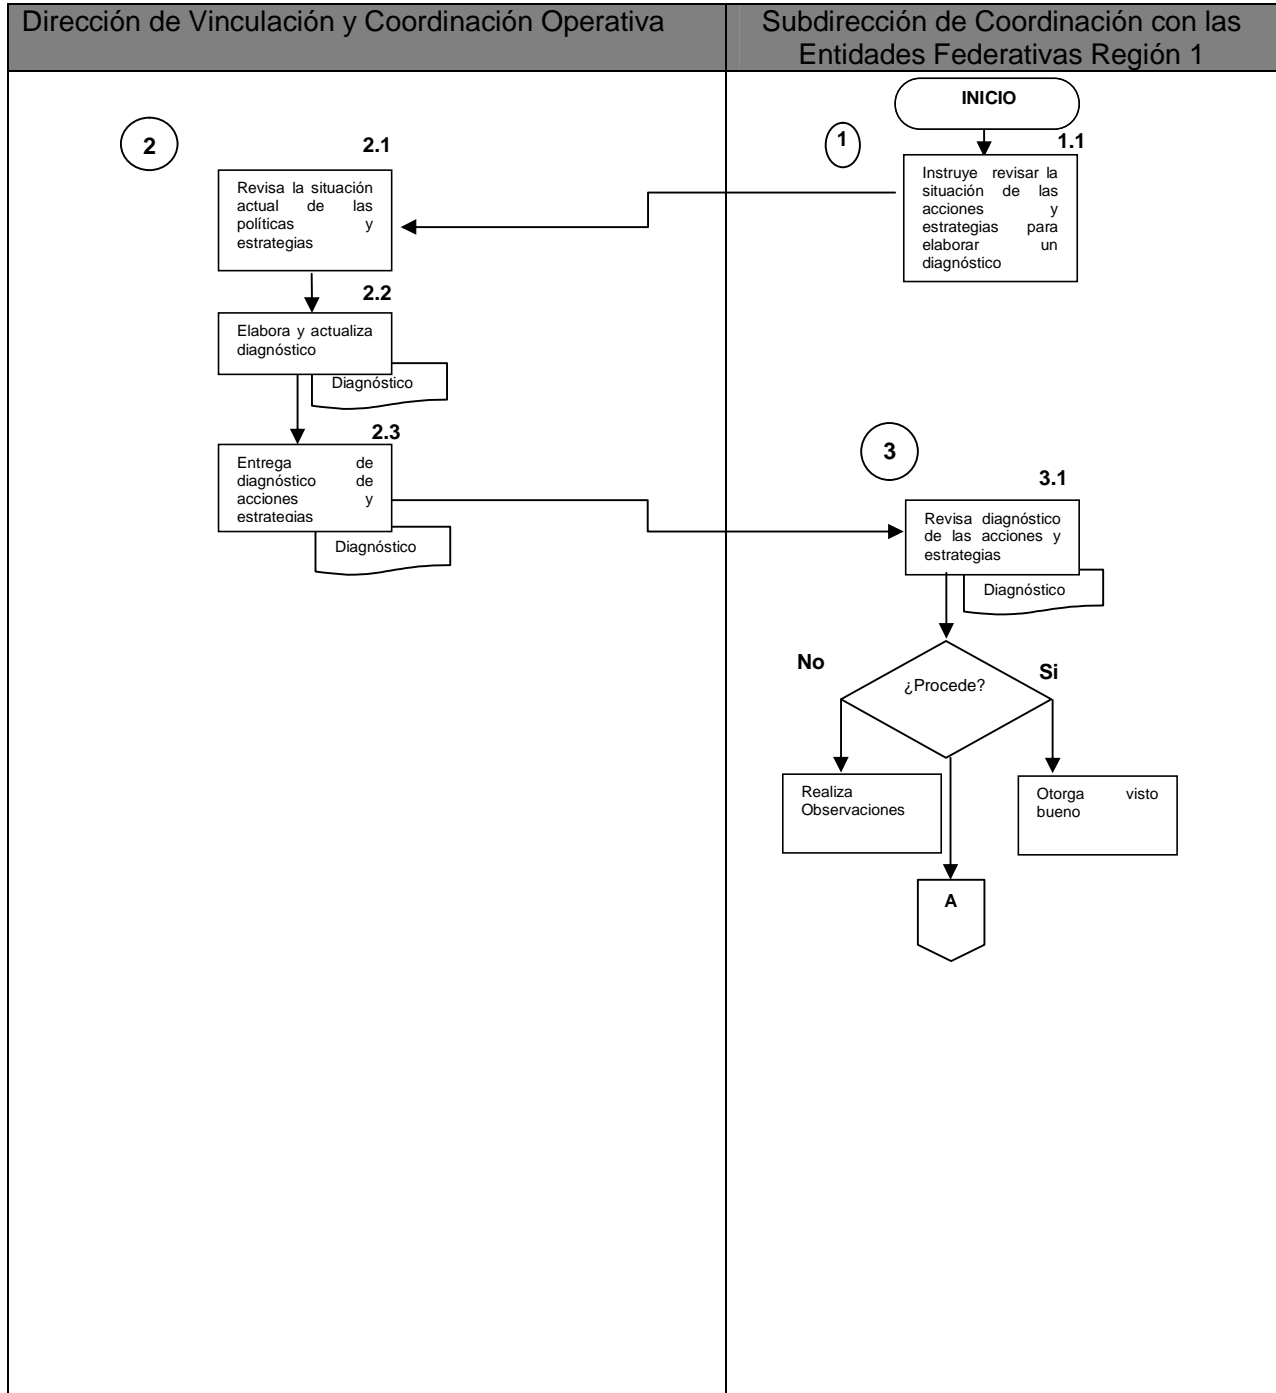 Dirección de Vinculación y Coordinación Operativa
Subdirección de Coordinación con las
Entidades Federativas Región 1
INICIO
1
1.1
Instruye revisar la
situación de las
acciones y
estrategias para
elaborar un
diagnóstico
2
2.1
Revisa la situación
actual de las
políticas y
estrategias
2.2
Elabora y actualiza
diagnóstico
Diagnóstico
2.3
Entrega de
diagnóstico de
acciones y
estrategias
Diagnóstico
3
3.1
Revisa diagnóstico
de las acciones y
estrategias
Diagnóstico
¿Procede?
No
Si
Realiza
Observaciones
Otorga visto
bueno
A